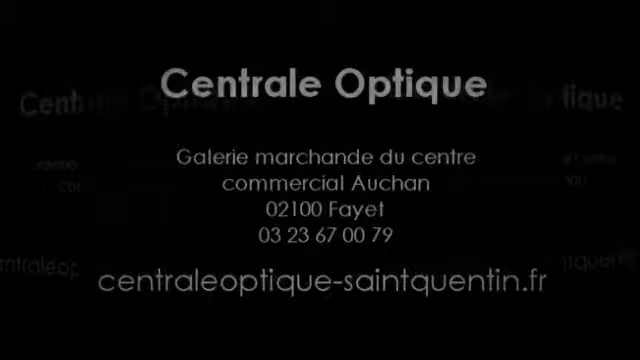 Centrale Optique
Galerie marchande du centre
commercial Auchan
02100 Fayet
03 23 67 00 79
centraleoptique-saintquentin.fr